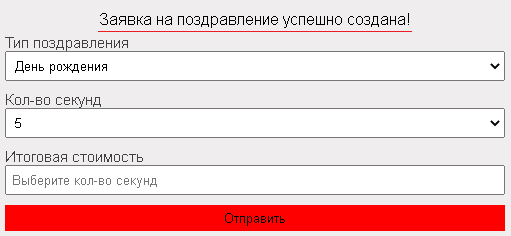 Заявка на поздравление успешно создана!
Тип поздравления
День рождения
Кол-во секунд
5
Итоговая стоимость
Выберите кол-во секунд
Отправить